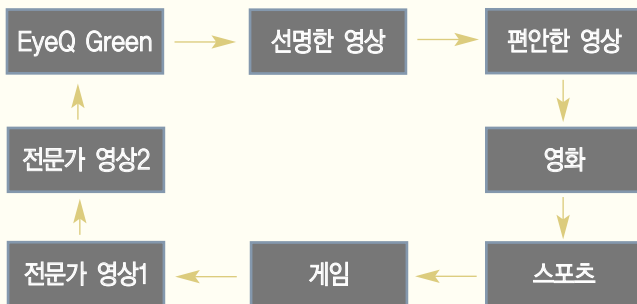 EyeQ Green
선명한 영상
편안한 영상
영화
스포츠
게임
전문가 영상1
전문가 영상2